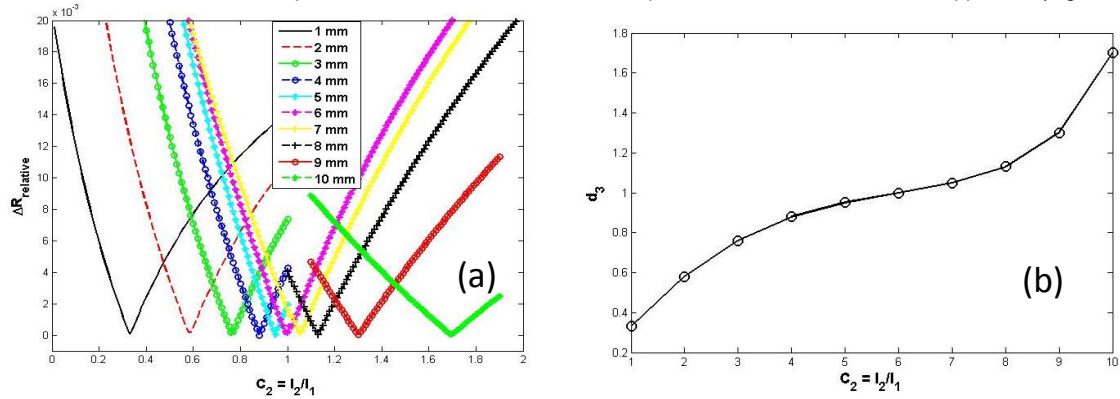 20 x 10⁻³
18
16
14
12
10
8
6
4
2
0
ΔR relative
0 0.2 0.4 0.6 0.8 1 1.2 1.4 1.6 1.8 2
C₂ = I₂/I₁
1 mm
2 mm
3 mm
4 mm
5 mm
6 mm
7 mm
8 mm
9 mm
10 mm
(a)
1.8
1.6
1.4
1.2
1
0.8
0.6
0.4
0.2
d₃
1 2 3 4 5 6 7 8 9 10
C₂ = I₂/I₁
(b)